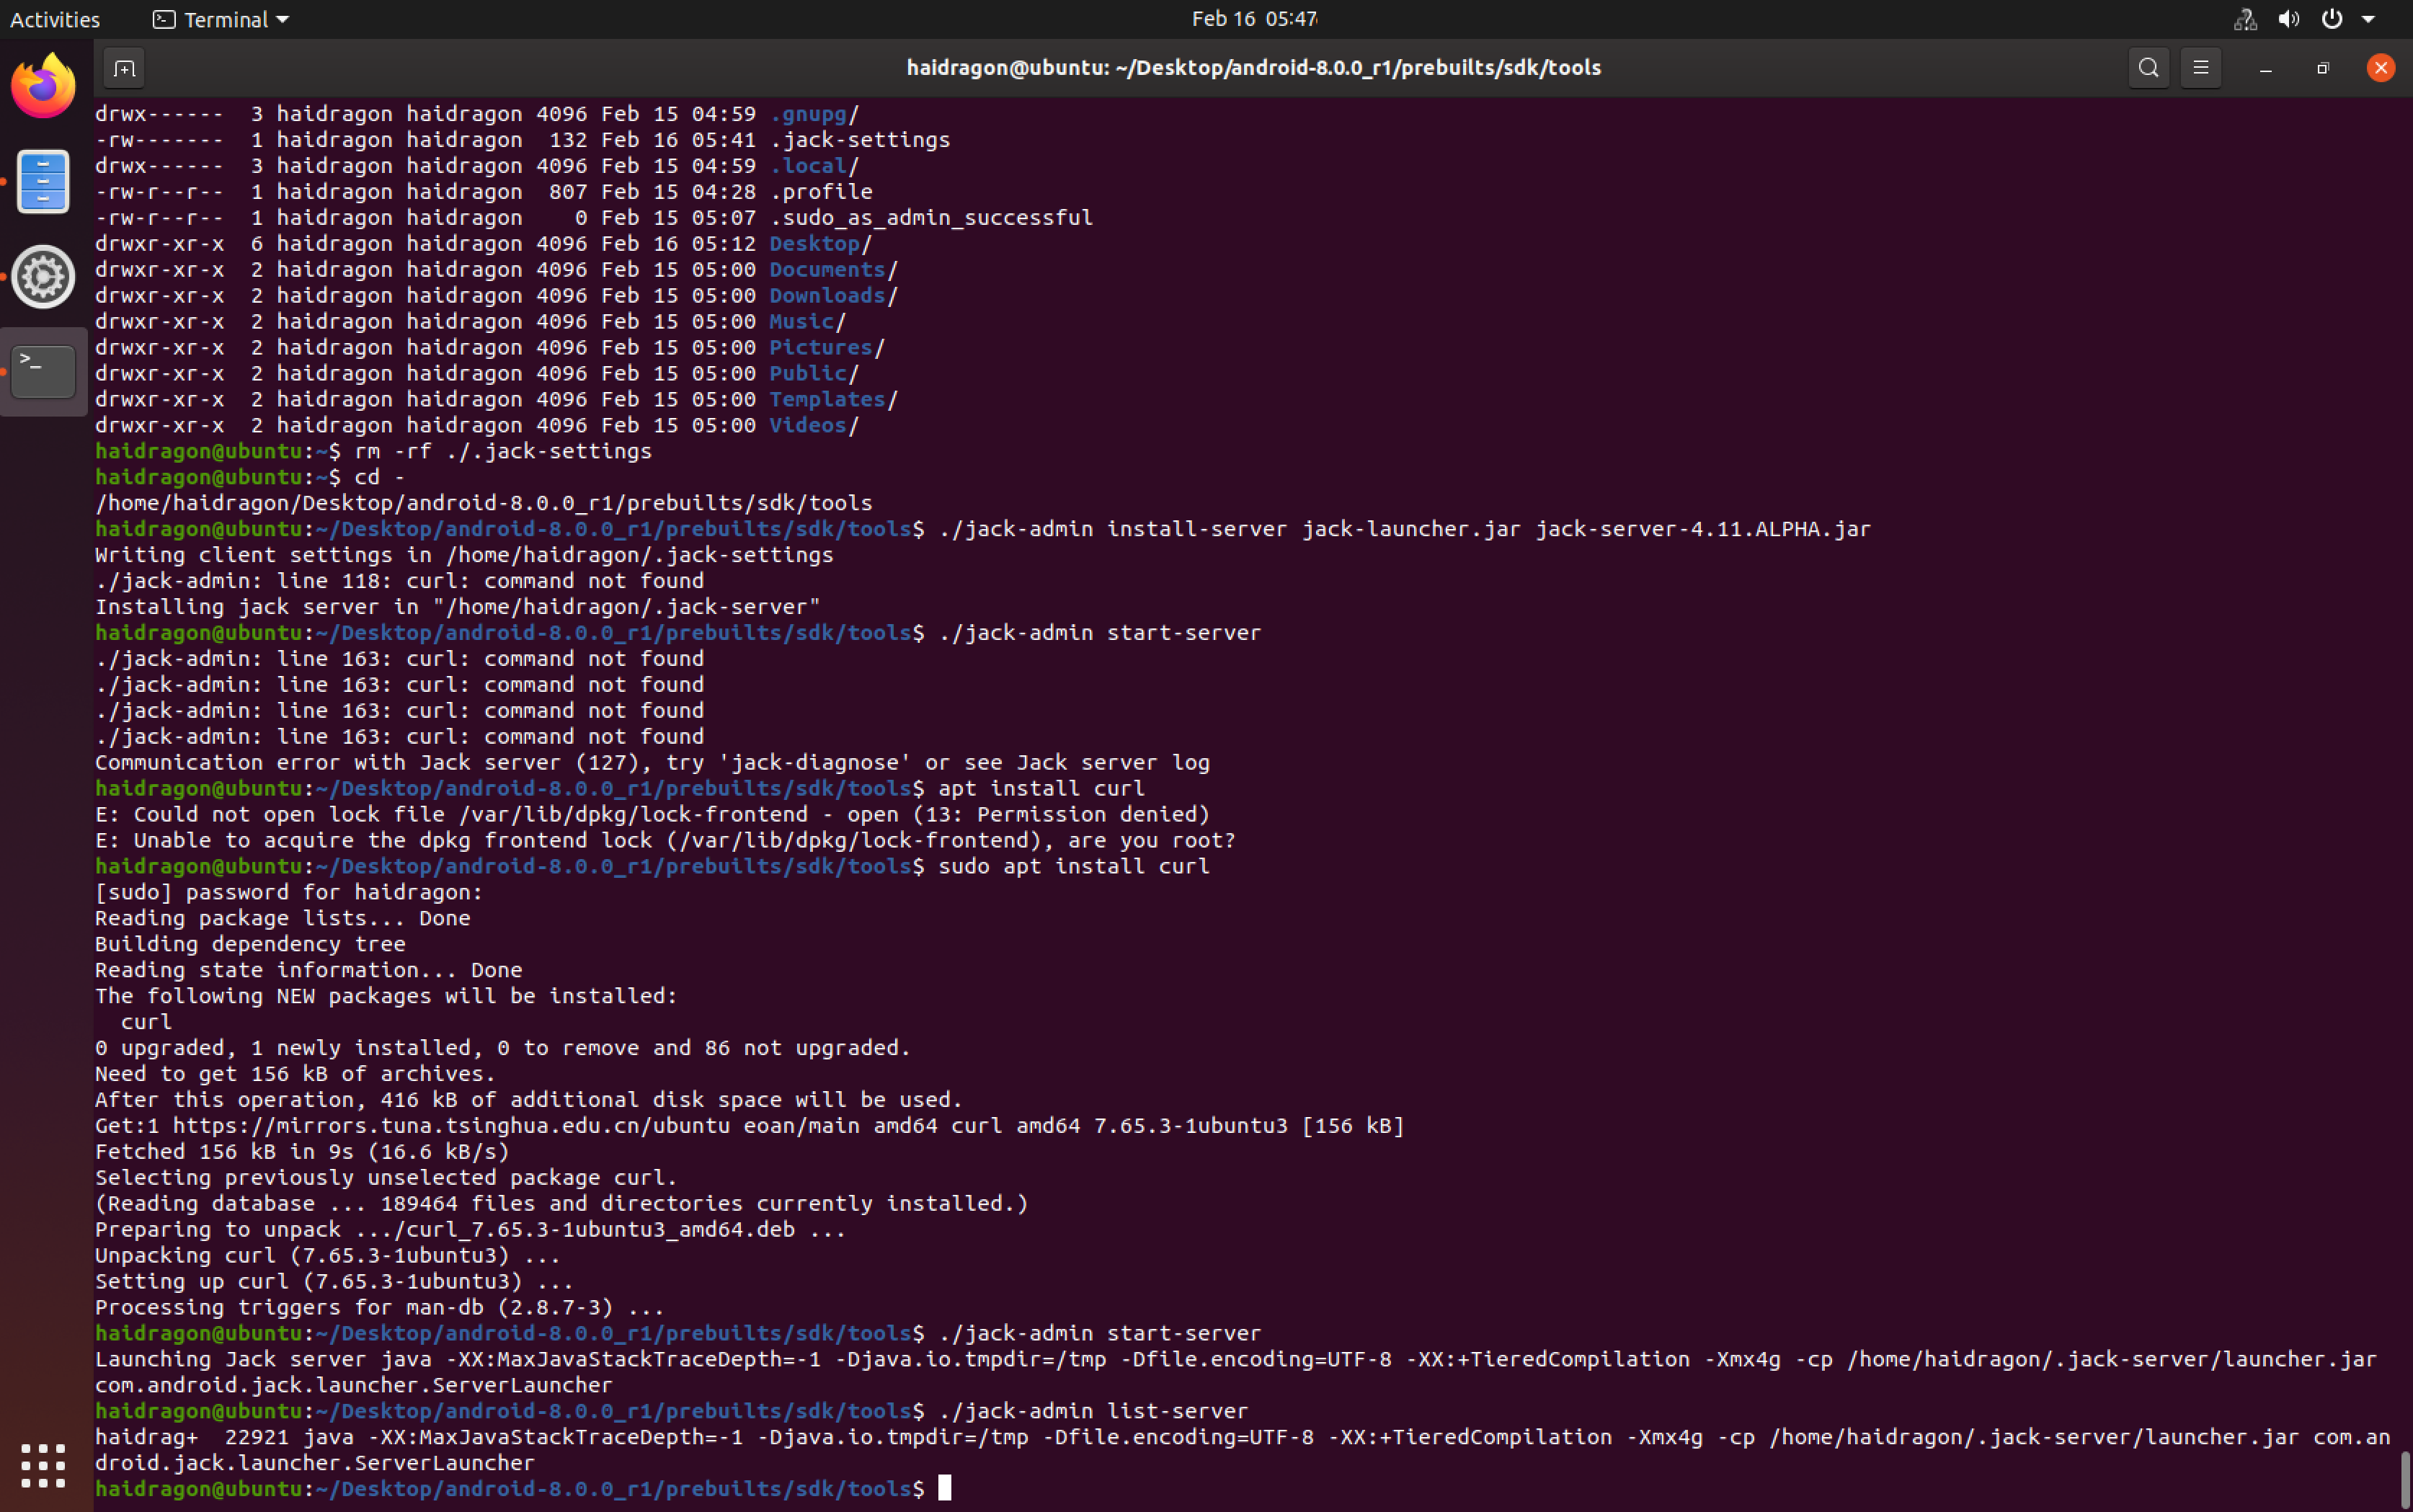 Activities
Terminal
Feb 16 05:47
haidragon@ubuntu: ~/Desktop/android-8.0.0_r1/prebuilts/sdk/tools
drwx------  3 haidragon haidragon 4096 Feb 15 04:59 .gnupg/
-rw-------  1 haidragon haidragon  132 Feb 16 05:41 .jack-settings
drwx------  3 haidragon haidragon 4096 Feb 15 04:59 .local/
-rw-r--r--  1 haidragon haidragon  807 Feb 15 04:28 .profile
-rw-r--r--  1 haidragon haidragon    0 Feb 15 05:07 .sudo_as_admin_successful
drwxr-xr-x  6 haidragon haidragon 4096 Feb 16 05:12 Desktop/
drwxr-xr-x  2 haidragon haidragon 4096 Feb 15 05:00 Documents/
drwxr-xr-x  2 haidragon haidragon 4096 Feb 15 05:00 Downloads/
drwxr-xr-x  2 haidragon haidragon 4096 Feb 15 05:00 Music/
drwxr-xr-x  2 haidragon haidragon 4096 Feb 15 05:00 Pictures/
drwxr-xr-x  2 haidragon haidragon 4096 Feb 15 05:00 Public/
drwxr-xr-x  2 haidragon haidragon 4096 Feb 15 05:00 Templates/
drwxr-xr-x  2 haidragon haidragon 4096 Feb 15 05:00 Videos/
haidragon@ubuntu:~$ rm -rf ./.jack-settings
haidragon@ubuntu:~$ cd -
/home/haidragon/Desktop/android-8.0.0_r1/prebuilts/sdk/tools
haidragon@ubuntu:~/Desktop/android-8.0.0_r1/prebuilts/sdk/tools$ ./jack-admin install-server jack-launcher.jar jack-server-4.11.ALPHA.jar
Writing client settings in /home/haidragon/.jack-settings
./jack-admin: line 118: curl: command not found
Installing jack server in "/home/haidragon/.jack-server"
haidragon@ubuntu:~/Desktop/android-8.0.0_r1/prebuilts/sdk/tools$ ./jack-admin start-server
./jack-admin: line 163: curl: command not found
./jack-admin: line 163: curl: command not found
./jack-admin: line 163: curl: command not found
./jack-admin: line 163: curl: command not found
Communication error with Jack server (127), try 'jack-diagnose' or see Jack server log
haidragon@ubuntu:~/Desktop/android-8.0.0_r1/prebuilts/sdk/tools$ apt install curl
E: Could not open lock file /var/lib/dpkg/lock-frontend - open (13: Permission denied)
E: Unable to acquire the dpkg frontend lock (/var/lib/dpkg/lock-frontend), are you root?
haidragon@ubuntu:~/Desktop/android-8.0.0_r1/prebuilts/sdk/tools$ sudo apt install curl
[sudo] password for haidragon:
Reading package lists... Done
Building dependency tree
Reading state information... Done
The following NEW packages will be installed:
  curl
0 upgraded, 1 newly installed, 0 to remove and 86 not upgraded.
Need to get 156 kB of archives.
After this operation, 416 kB of additional disk space will be used.
Get:1 https://mirrors.tuna.tsinghua.edu.cn/ubuntu eoan/main amd64 curl amd64 7.65.3-1ubuntu3 [156 kB]
Fetched 156 kB in 9s (16.6 kB/s)
Selecting previously unselected package curl.
(Reading database ... 189464 files and directories currently installed.)
Preparing to unpack .../curl_7.65.3-1ubuntu3_amd64.deb ...
Unpacking curl (7.65.3-1ubuntu3) ...
Setting up curl (7.65.3-1ubuntu3) ...
Processing triggers for man-db (2.8.7-3) ...
haidragon@ubuntu:~/Desktop/android-8.0.0_r1/prebuilts/sdk/tools$ ./jack-admin start-server
Launching Jack server java -XX:MaxJavaStackTraceDepth=-1 -Djava.io.tmpdir=/tmp -Dfile.encoding=UTF-8 -XX:+TieredCompilation -Xmx4g -cp /home/haidragon/.jack-server/launcher.jar
com.android.jack.launcher.ServerLauncher
haidragon@ubuntu:~/Desktop/android-8.0.0_r1/prebuilts/sdk/tools$ ./jack-admin list-server
haidrag+  22921 java -XX:MaxJavaStackTraceDepth=-1 -Djava.io.tmpdir=/tmp -Dfile.encoding=UTF-8 -XX:+TieredCompilation -Xmx4g -cp /home/haidragon/.jack-server/launcher.jar com.an
droid.jack.launcher.ServerLauncher
haidragon@ubuntu:~/Desktop/android-8.0.0_r1/prebuilts/sdk/tools$